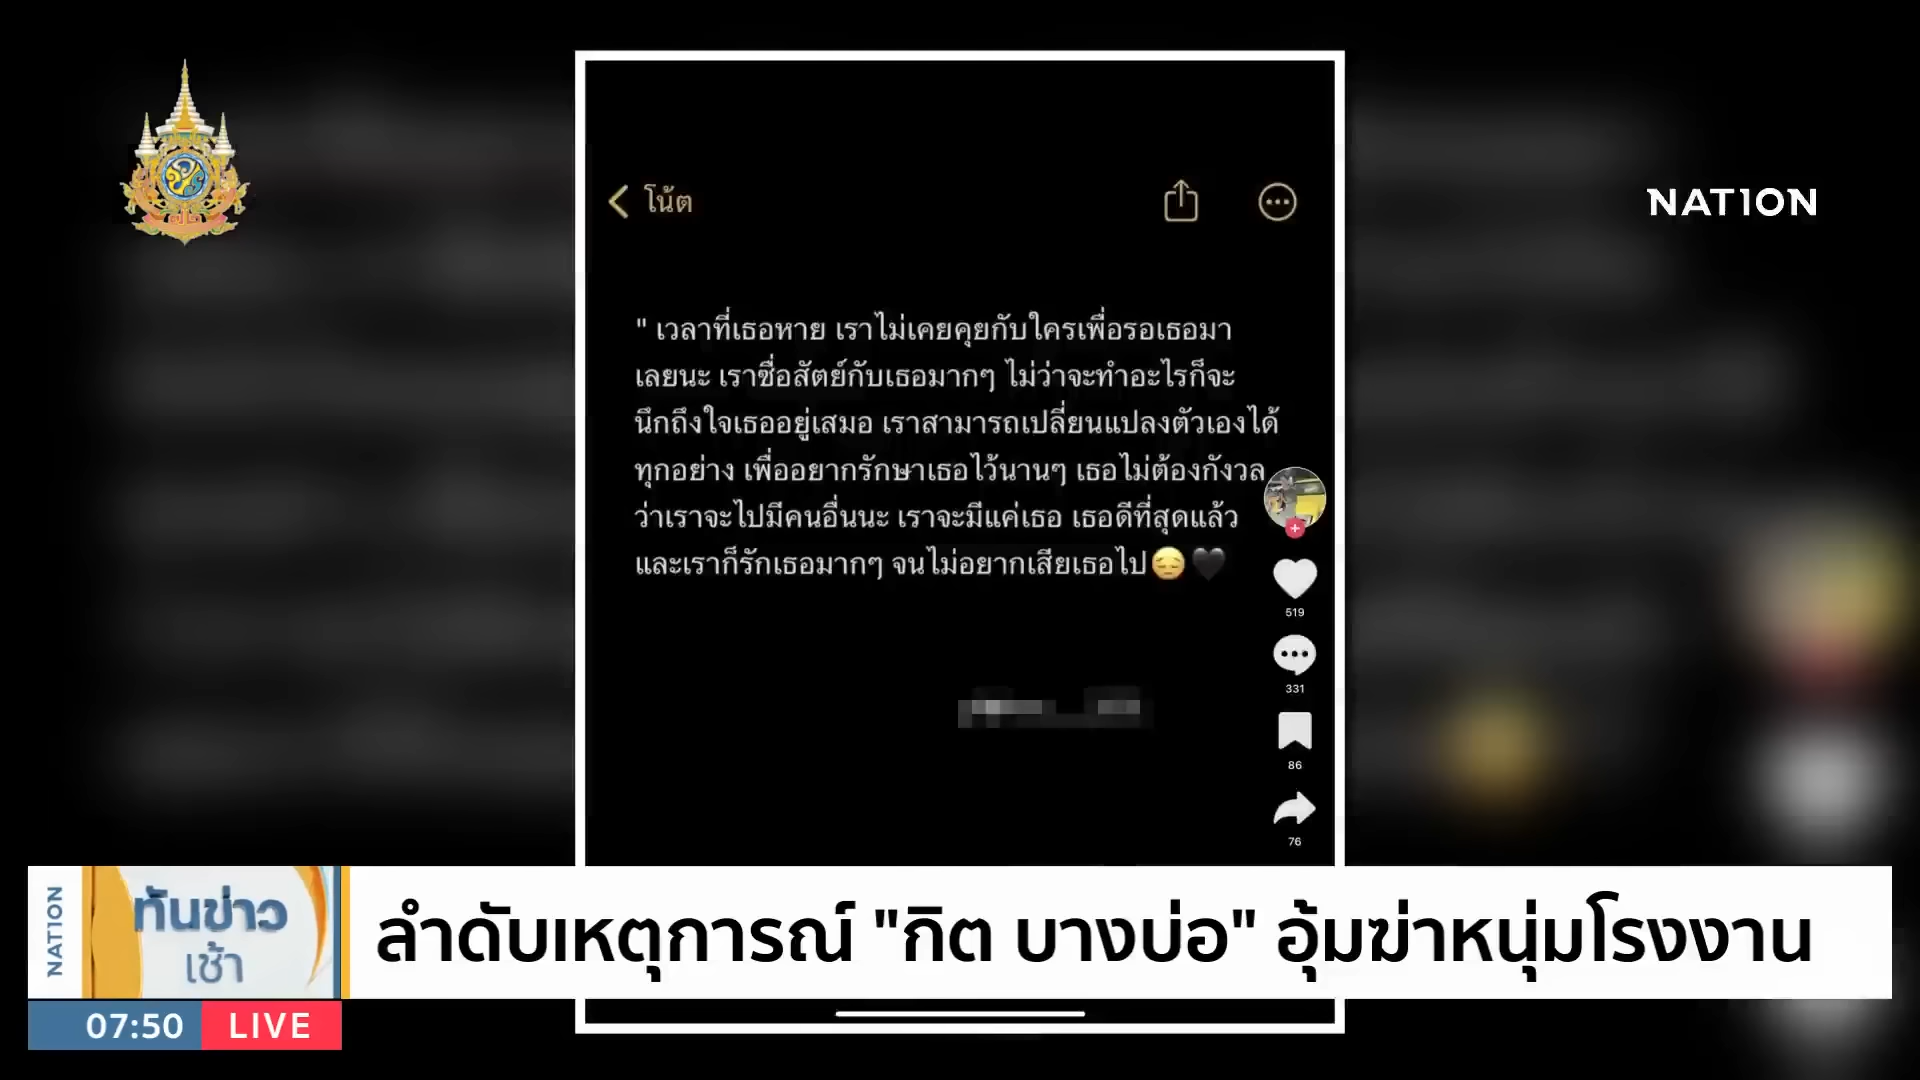 NATION
โน้ต
" เวลาที่เธอหาย เราไม่เคยคุยกับใครเพื่อรอเธอมา
เลยนะ เราซื่อสัตย์กับเธอมากๆ ไม่ว่าจะทำอะไรก็จะ
นึกถึงใจเธออยู่เสมอ เราสามารถเปลี่ยนแปลงตัวเองได้
ทุกอย่าง เพื่ออยากรักษาเธอไว้นานๆ เธอไม่ต้องกังวล
ว่าเราจะไปมีคนอื่นนะ เราจะมีแค่เธอ เธอดีที่สุดแล้ว
และเราก็รักเธอมากๆ จนไม่อยากเสียเธอไป😔🖤
519
331
86
76
NATION
ทันข่าว
เช้า
ลำดับเหตุการณ์ "กิต บางบ่อ" อุ้มฆ่าหนุ่มโรงงาน
07:50 LIVE